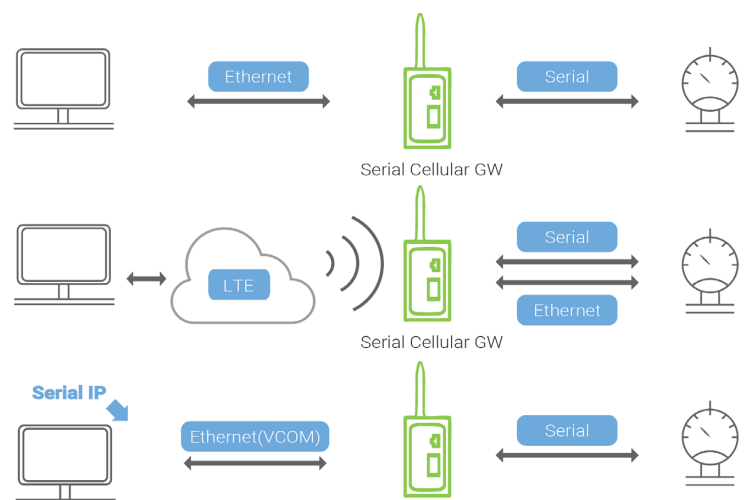 Ethernet
Serial
Serial Cellular GW
Serial
LTE
Ethernet
Serial Cellular GW
Serial IP
Ethernet(VCOM)
Serial